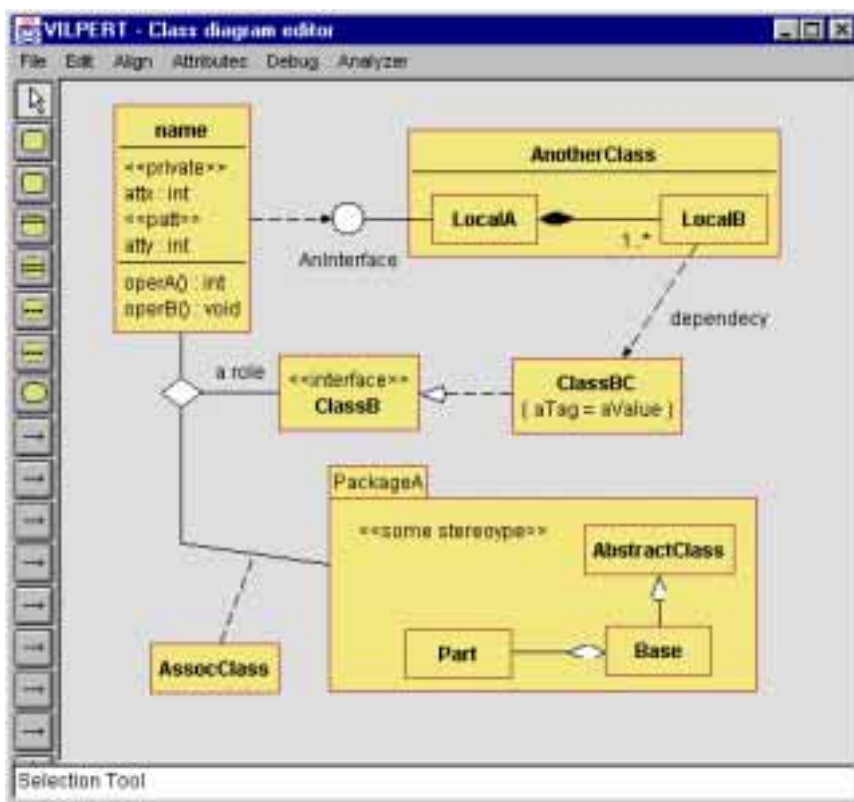 VILPERT - Class diagram editor
File Edit Align Attributes Debug Analyzer
name
<<private>>
attx : int
<<patt>>
atty : int
operA() : int
operB() : void
AnInterface
AnotherClass
LocalA
LocalB
1..*
dependecy
a role
<<interface>>
ClassB
ClassBC
{ aTag = aValue }
PackageA
<<some stereoype>>
AbstractClass
Part
Base
AssocClass
Selection Tool